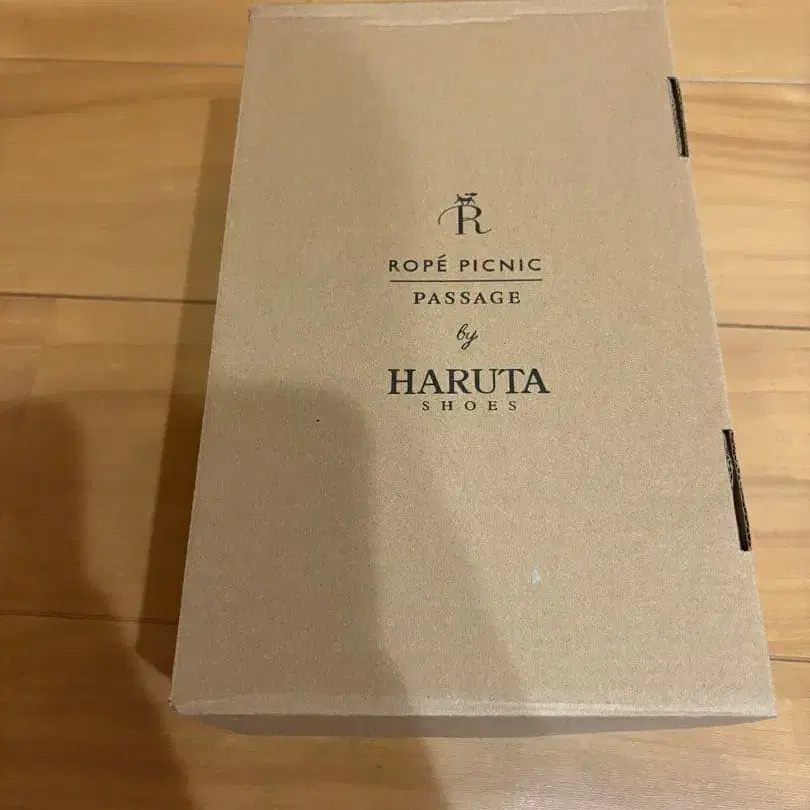 R
ROPÉ PICNIC
PASSAGE
by
HARUTA
SHOES